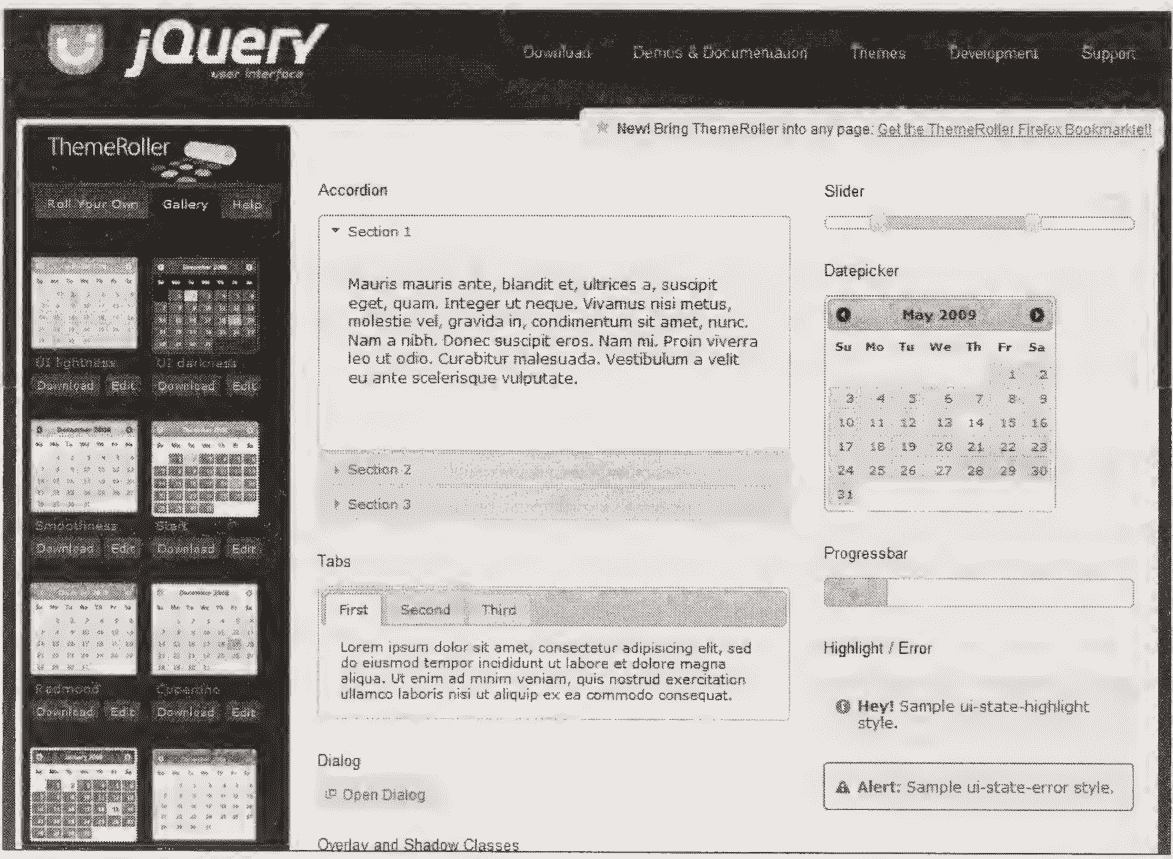 jQuery
user interface
Download Demos & Documentation Themes Development Support
New! Bring ThemeRoller into any page: Get the ThemeRoller Firefox Bookmarklet!
ThemeRoller
Roll Your Own Gallery Help
UI lightness UI darkness
Download Edit Download Edit
December 2008
Smoothness Start
Download Edit Download Edit
December 2008
Redmond Cupertino
Download Edit Download Edit
January 2009
Accordion
Section 1
Mauris mauris ante, blandit et, ultrices a, suscipit
eget, quam. Integer ut neque. Vivamus nisi metus,
molestie vel, gravida in, condimentum sit amet, nunc.
Nam a nibh. Donec suscipit eros. Nam mi. Proin viverra
leo ut odio. Curabitur malesuada. Vestibulum a velit
eu ante scelerisque vulputate.
Section 2
Section 3
Tabs
First Second Third
Lorem ipsum dolor sit amet, consectetur adipisicing elit, sed
do eiusmod tempor incididunt ut labore et dolore magna
aliqua. Ut enim ad minim veniam, quis nostrud exercitation
ullamco laboris nisi ut aliquip ex ea commodo consequat.
Dialog
Open Dialog
Overlay and Shadow Classes
Slider
Datepicker
May 2009
Su Mo Tu We Th Fr Sa
1 2
3 4 5 6 7 8 9
10 11 12 13 14 15 16
17 18 19 20 21 22 23
24 25 26 27 28 29 30
31
Progressbar
Highlight / Error
Hey! Sample ui-state-highlight
style.
Alert: Sample ui-state-error style.